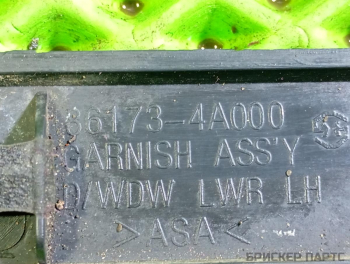 86173-4A000
GARNISH ASS'Y
D/WDW LWR LH
>ASA<
БРИСКЕР ПАРТС